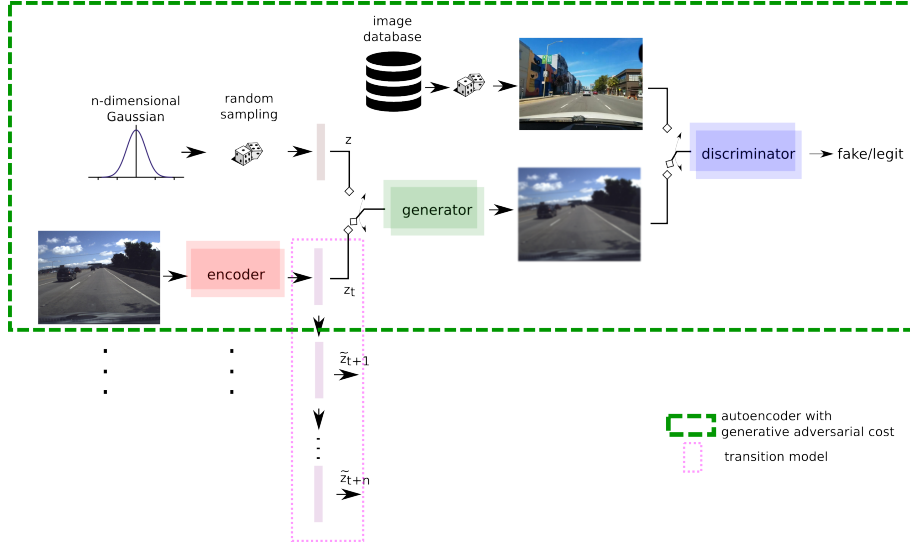 image
database
n-dimensional
Gaussian
random
sampling
z
discriminator
fake/legit
generator
encoder
zt
z̃t+1
z̃t+n
autoencoder with
generative adversarial cost
transition model